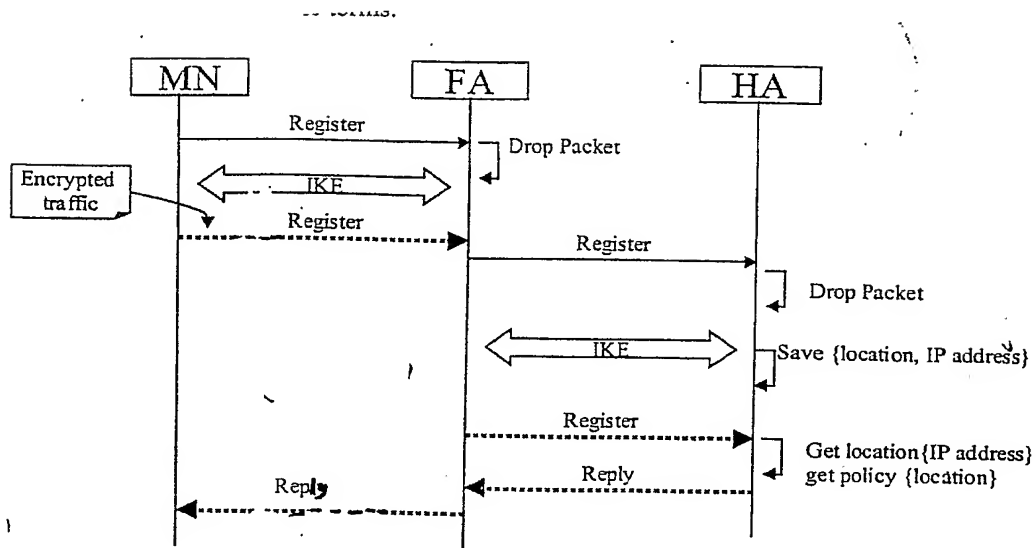 terms.
MN
FA
HA
Register
Drop Packet
IKE
Encrypted
traffic
Register
Register
Drop Packet
IKE
Save {location, IP address}
Register
Get location{IP address}
get policy {location}
Reply
Reply